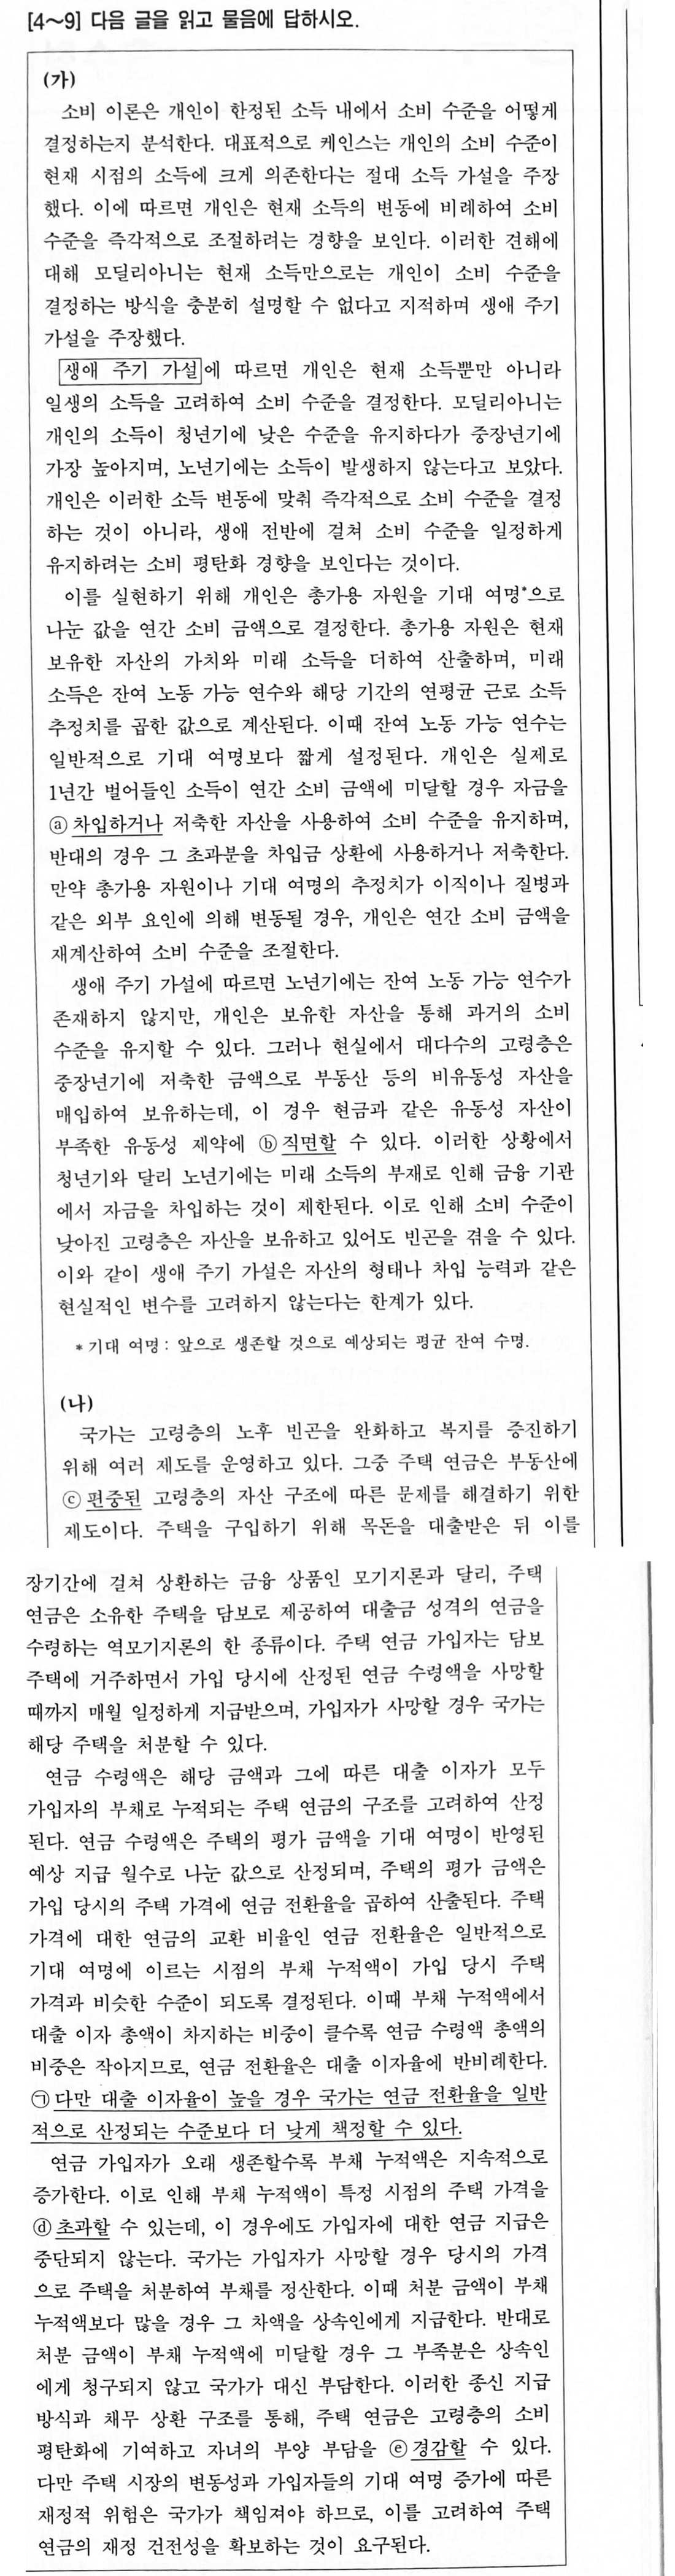 [4～9] 다음 글을 읽고 물음에 답하시오.
(가)
소비 이론은 개인이 한정된 소득 내에서 소비 수준을 어떻게
결정하는지 분석한다. 대표적으로 케인스는 개인의 소비 수준이
현재 시점의 소득에 크게 의존한다는 절대 소득 가설을 주장
했다. 이에 따르면 개인은 현재 소득의 변동에 비례하여 소비
수준을 즉각적으로 조절하려는 경향을 보인다. 이러한 견해에
대해 모딜리아니는 현재 소득만으로는 개인이 소비 수준을
결정하는 방식을 충분히 설명할 수 없다고 지적하며 생애 주기
가설을 주장했다.
생애 주기 가설에 따르면 개인은 현재 소득뿐만 아니라
일생의 소득을 고려하여 소비 수준을 결정한다. 모딜리아니는
개인의 소득이 청년기에 낮은 수준을 유지하다가 중장년기에
가장 높아지며, 노년기에는 소득이 발생하지 않는다고 보았다.
개인은 이러한 소득 변동에 맞춰 즉각적으로 소비 수준을 결정
하는 것이 아니라, 생애 전반에 걸쳐 소비 수준을 일정하게
유지하려는 소비 평탄화 경향을 보인다는 것이다.
이를 실현하기 위해 개인은 총가용 자원을 기대 여명*으로
나눈 값을 연간 소비 금액으로 결정한다. 총가용 자원은 현재
보유한 자산의 가치와 미래 소득을 더하여 산출하며, 미래
소득은 잔여 노동 가능 연수와 해당 기간의 연평균 근로 소득
추정치를 곱한 값으로 계산된다. 이때 잔여 노동 가능 연수는
일반적으로 기대 여명보다 짧게 설정된다. 개인은 실제로
1년간 벌어들인 소득이 연간 소비 금액에 미달할 경우 자금을
ⓐ차입하거나 저축한 자산을 사용하여 소비 수준을 유지하며,
반대의 경우 그 초과분을 차입금 상환에 사용하거나 저축한다.
만약 총가용 자원이나 기대 여명의 추정치가 이직이나 질병과
같은 외부 요인에 의해 변동될 경우, 개인은 연간 소비 금액을
재계산하여 소비 수준을 조절한다.
생애 주기 가설에 따르면 노년기에는 잔여 노동 가능 연수가
존재하지 않지만, 개인은 보유한 자산을 통해 과거의 소비
수준을 유지할 수 있다. 그러나 현실에서 대다수의 고령층은
중장년기에 저축한 금액으로 부동산 등의 비유동성 자산을
매입하여 보유하는데, 이 경우 현금과 같은 유동성 자산이
부족한 유동성 제약에 ⓑ직면할 수 있다. 이러한 상황에서
청년기와 달리 노년기에는 미래 소득의 부재로 인해 금융 기관
에서 자금을 차입하는 것이 제한된다. 이로 인해 소비 수준이
낮아진 고령층은 자산을 보유하고 있어도 빈곤을 겪을 수 있다.
이와 같이 생애 주기 가설은 자산의 형태나 차입 능력과 같은
현실적인 변수를 고려하지 않는다는 한계가 있다.
* 기대 여명: 앞으로 생존할 것으로 예상되는 평균 잔여 수명.
(나)
국가는 고령층의 노후 빈곤을 완화하고 복지를 증진하기
위해 여러 제도를 운영하고 있다. 그중 주택 연금은 부동산에
ⓒ편중된 고령층의 자산 구조에 따른 문제를 해결하기 위한
제도이다. 주택을 구입하기 위해 목돈을 대출받은 뒤 이를
장기간에 걸쳐 상환하는 금융 상품인 모기지론과 달리, 주택
연금은 소유한 주택을 담보로 제공하여 대출금 성격의 연금을
수령하는 역모기지론의 한 종류이다. 주택 연금 가입자는 담보
주택에 거주하면서 가입 당시에 산정된 연금 수령액을 사망할
때까지 매월 일정하게 지급받으며, 가입자가 사망할 경우 국가는
해당 주택을 처분할 수 있다.
연금 수령액은 해당 금액과 그에 따른 대출 이자가 모두
가입자의 부채로 누적되는 주택 연금의 구조를 고려하여 산정
된다. 연금 수령액은 주택의 평가 금액을 기대 여명이 반영된
예상 지급 월수로 나눈 값으로 산정되며, 주택의 평가 금액은
가입 당시의 주택 가격에 연금 전환율을 곱하여 산출된다. 주택
가격에 대한 연금의 교환 비율인 연금 전환율은 일반적으로
기대 여명에 이르는 시점의 부채 누적액이 가입 당시 주택
가격과 비슷한 수준이 되도록 결정된다. 이때 부채 누적액에서
대출 이자 총액이 차지하는 비중이 클수록 연금 수령액 총액의
비중은 작아지므로, 연금 전환율은 대출 이자율에 반비례한다.
㉠다만 대출 이자율이 높을 경우 국가는 연금 전환율을 일반
적으로 산정되는 수준보다 더 낮게 책정할 수 있다.
연금 가입자가 오래 생존할수록 부채 누적액은 지속적으로
증가한다. 이로 인해 부채 누적액이 특정 시점의 주택 가격을
ⓓ초과할 수 있는데, 이 경우에도 가입자에 대한 연금 지급은
중단되지 않는다. 국가는 가입자가 사망할 경우 당시의 가격
으로 주택을 처분하여 부채를 정산한다. 이때 처분 금액이 부채
누적액보다 많을 경우 그 차액을 상속인에게 지급한다. 반대로
처분 금액이 부채 누적액에 미달할 경우 그 부족분은 상속인
에게 청구되지 않고 국가가 대신 부담한다. 이러한 종신 지급
방식과 채무 상환 구조를 통해, 주택 연금은 고령층의 소비
평탄화에 기여하고 자녀의 부양 부담을 ⓔ경감할 수 있다.
다만 주택 시장의 변동성과 가입자들의 기대 여명 증가에 따른
재정적 위험은 국가가 책임져야 하므로, 이를 고려하여 주택
연금의 재정 건전성을 확보하는 것이 요구된다.